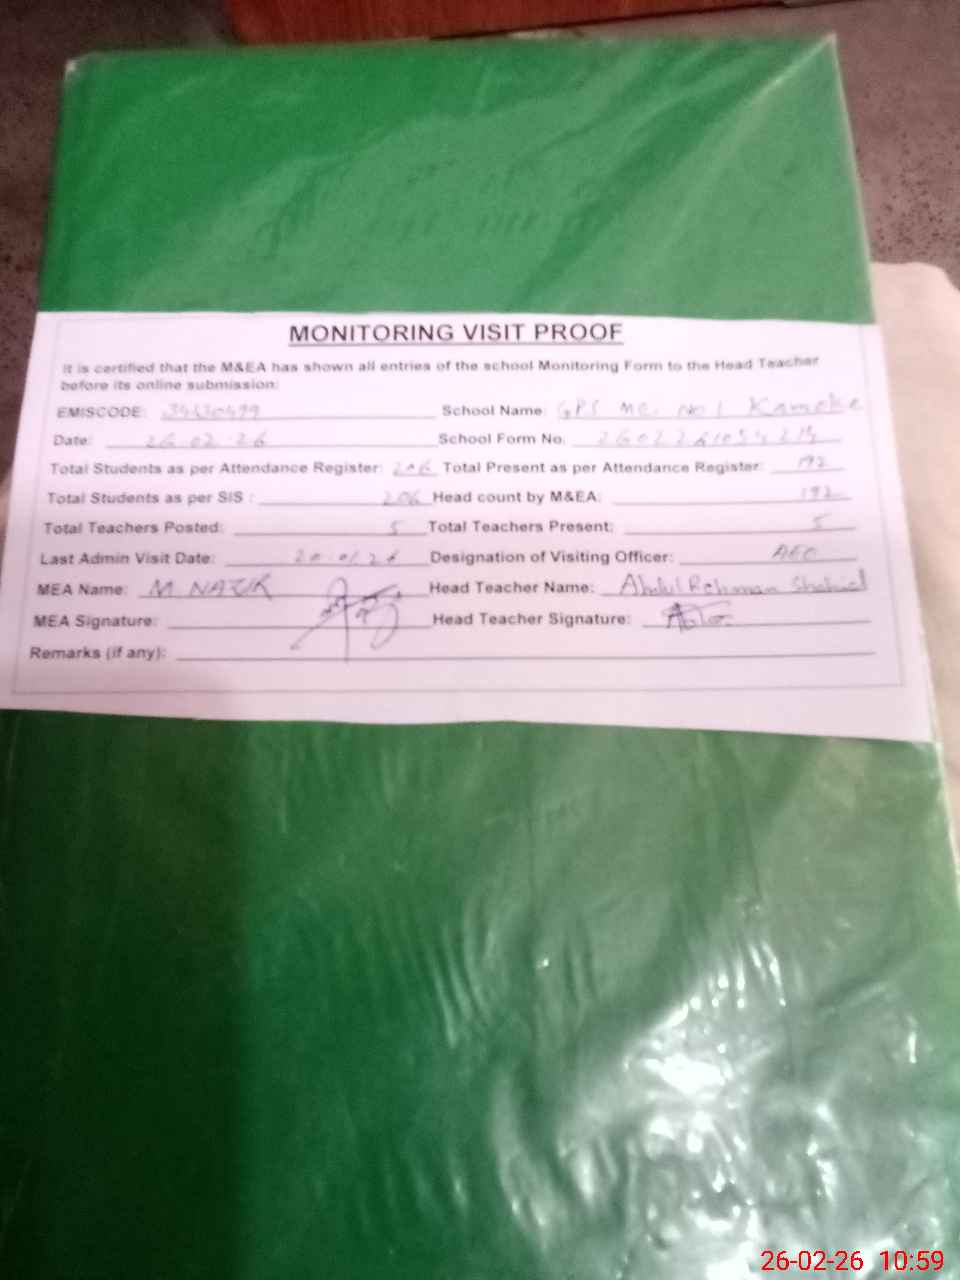 MONITORING VISIT PROOF
It is certified that the M&EA has shown all entries of the school Monitoring Form to the Head Teacher
before its online submission:
EMISCODE: School Name: GPS MC No 1 Kamoke
Date: 26.02.26 School Form No.
Total Students as per Attendance Register: 206 Total Present as per Attendance Register: 192
Total Students as per SIS : 206 Head count by M&EA: 192
Total Teachers Posted: 5 Total Teachers Present: 5
Last Admin Visit Date: 20.01.26 Designation of Visiting Officer: AEO
MEA Name: M NAZIR Head Teacher Name: Abdul Rehman Shahid
MEA Signature: Head Teacher Signature:
Remarks (if any):
26-02-26 10:59